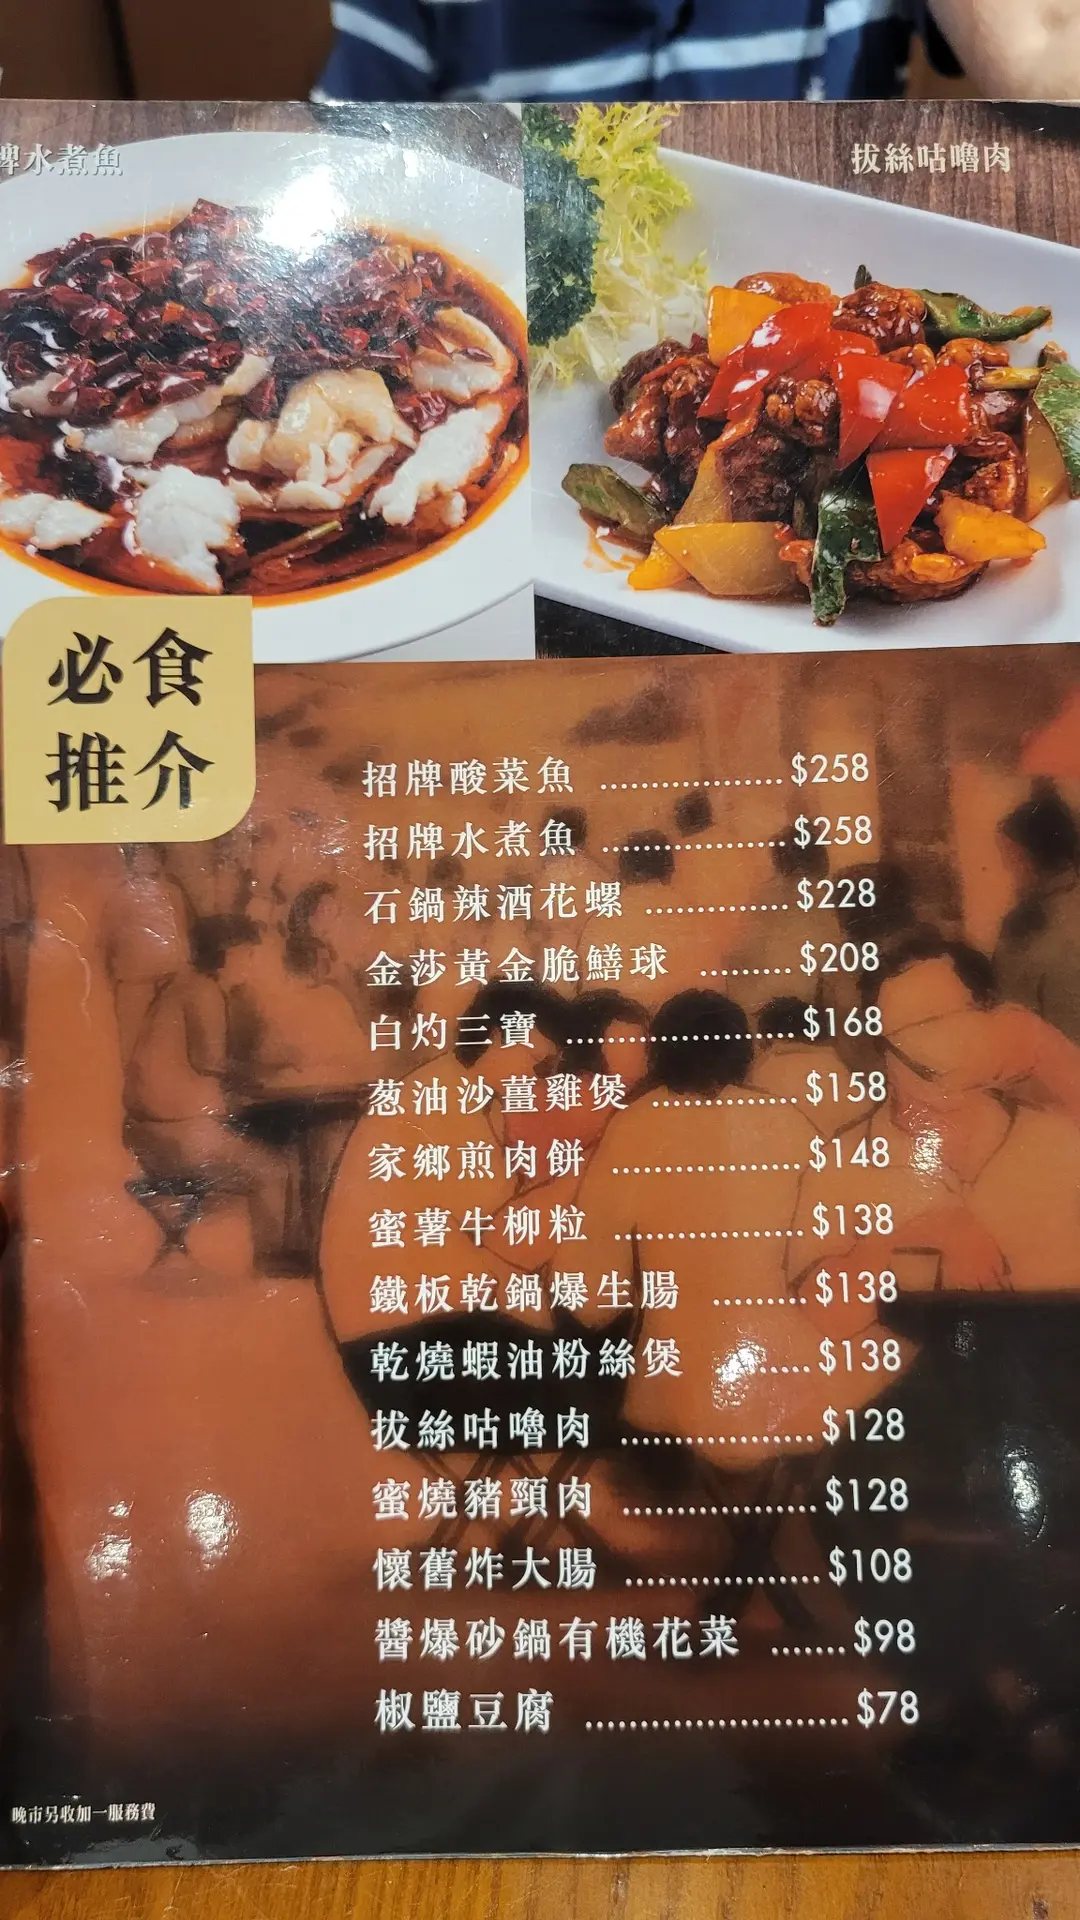 牌水煮魚
拔絲咕嚕肉
必食
推介
招牌酸菜魚 ..................$258
招牌水煮魚 ..................$258
石鍋辣酒花螺 ..............$228
金莎黃金脆鱔球 .........$208
白灼三寶 ......................$168
葱油沙薑雞煲 ..............$158
家鄉煎肉餅 ...................$148
蜜薯牛柳粒 ...................$138
鐵板乾鍋爆生腸 .........$138
乾燒蝦油粉絲煲 .........$138
拔絲咕嚕肉 ...................$128
蜜燒豬頸肉 ...................$128
懷舊炸大腸 ...................$108
醬爆砂鍋有機花菜 .......$98
椒鹽豆腐 ........................$78
晚市另收加一服務費